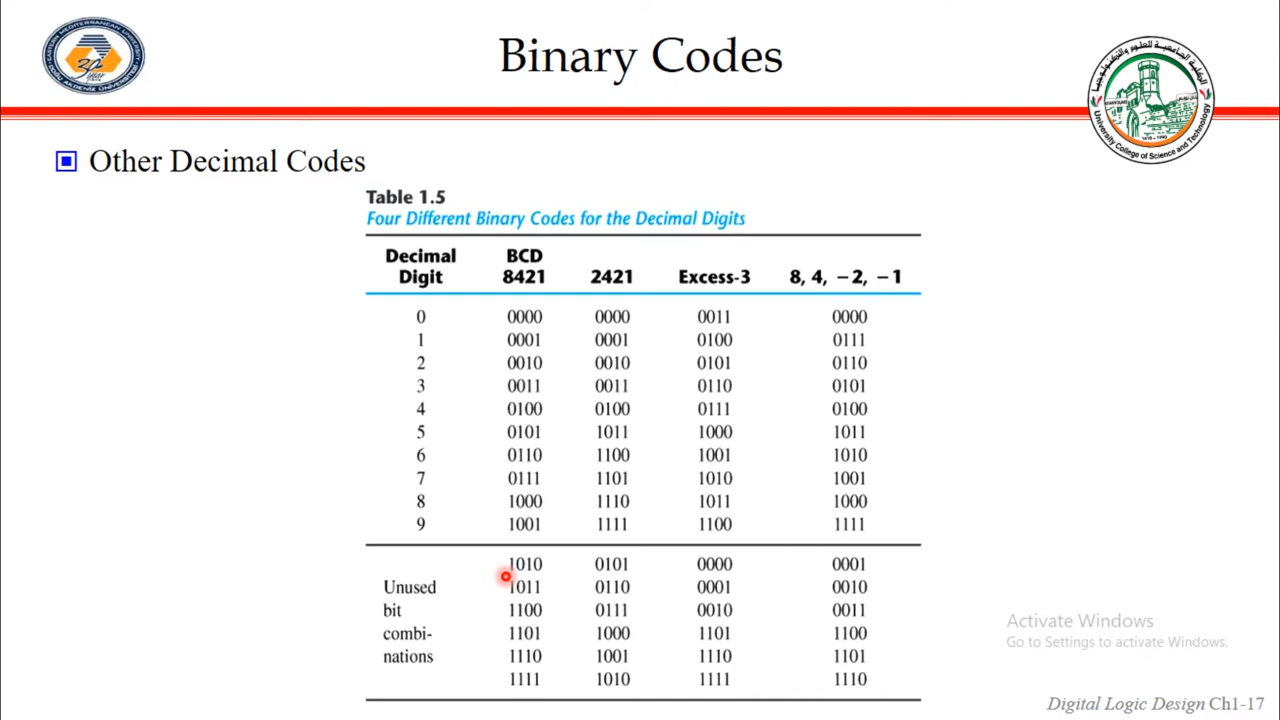 Binary Codes
Other Decimal Codes
Table 1.5
Four Different Binary Codes for the Decimal Digits
Decimal Digit BCD 8421 2421 Excess-3 8, 4, −2, −1
0 0000 0000 0011 0000
1 0001 0001 0100 0111
2 0010 0010 0101 0110
3 0011 0011 0110 0101
4 0100 0100 0111 0100
5 0101 1011 1000 1011
6 0110 1100 1001 1010
7 0111 1101 1010 1001
8 1000 1110 1011 1000
9 1001 1111 1100 1111
1010 0101 0000 0001
Unused 1011 0110 0001 0010
bit 1100 0111 0010 0011
combi- 1101 1000 1101 1100
nations 1110 1001 1110 1101
1111 1010 1111 1110
Activate Windows
Go to Settings to activate Windows.
Digital Logic Design Ch1-17
University College of Science and Technology